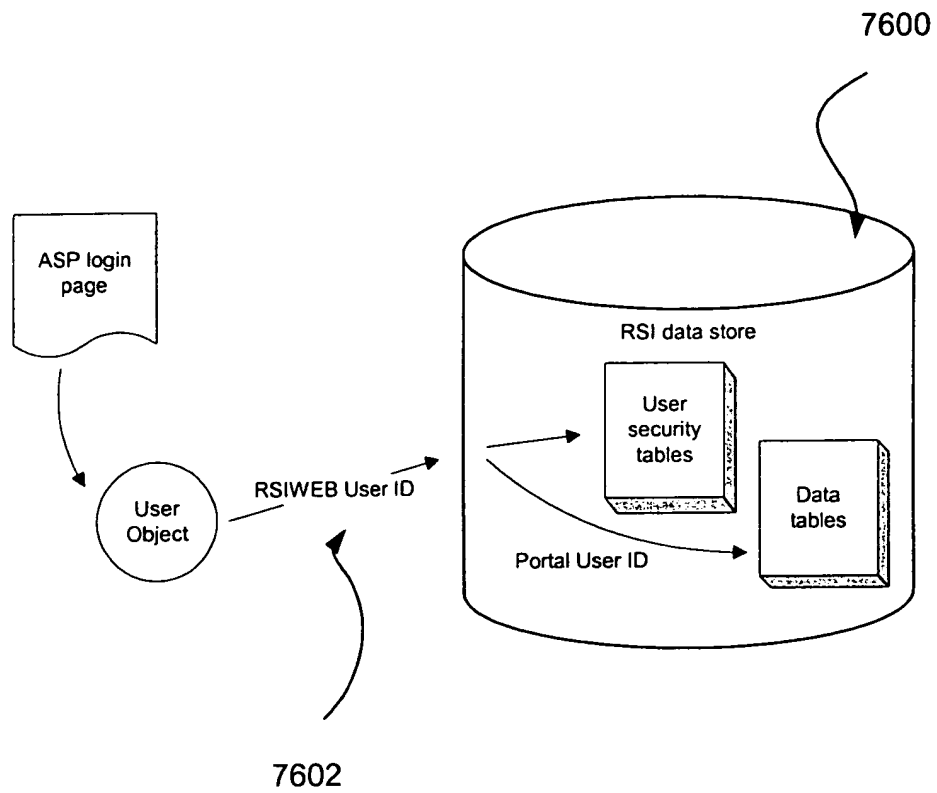 7600
ASP login
page
RSI data store
User
security
tables
RSIWEB User ID
User
Object
Data
tables
Portal User ID
7602